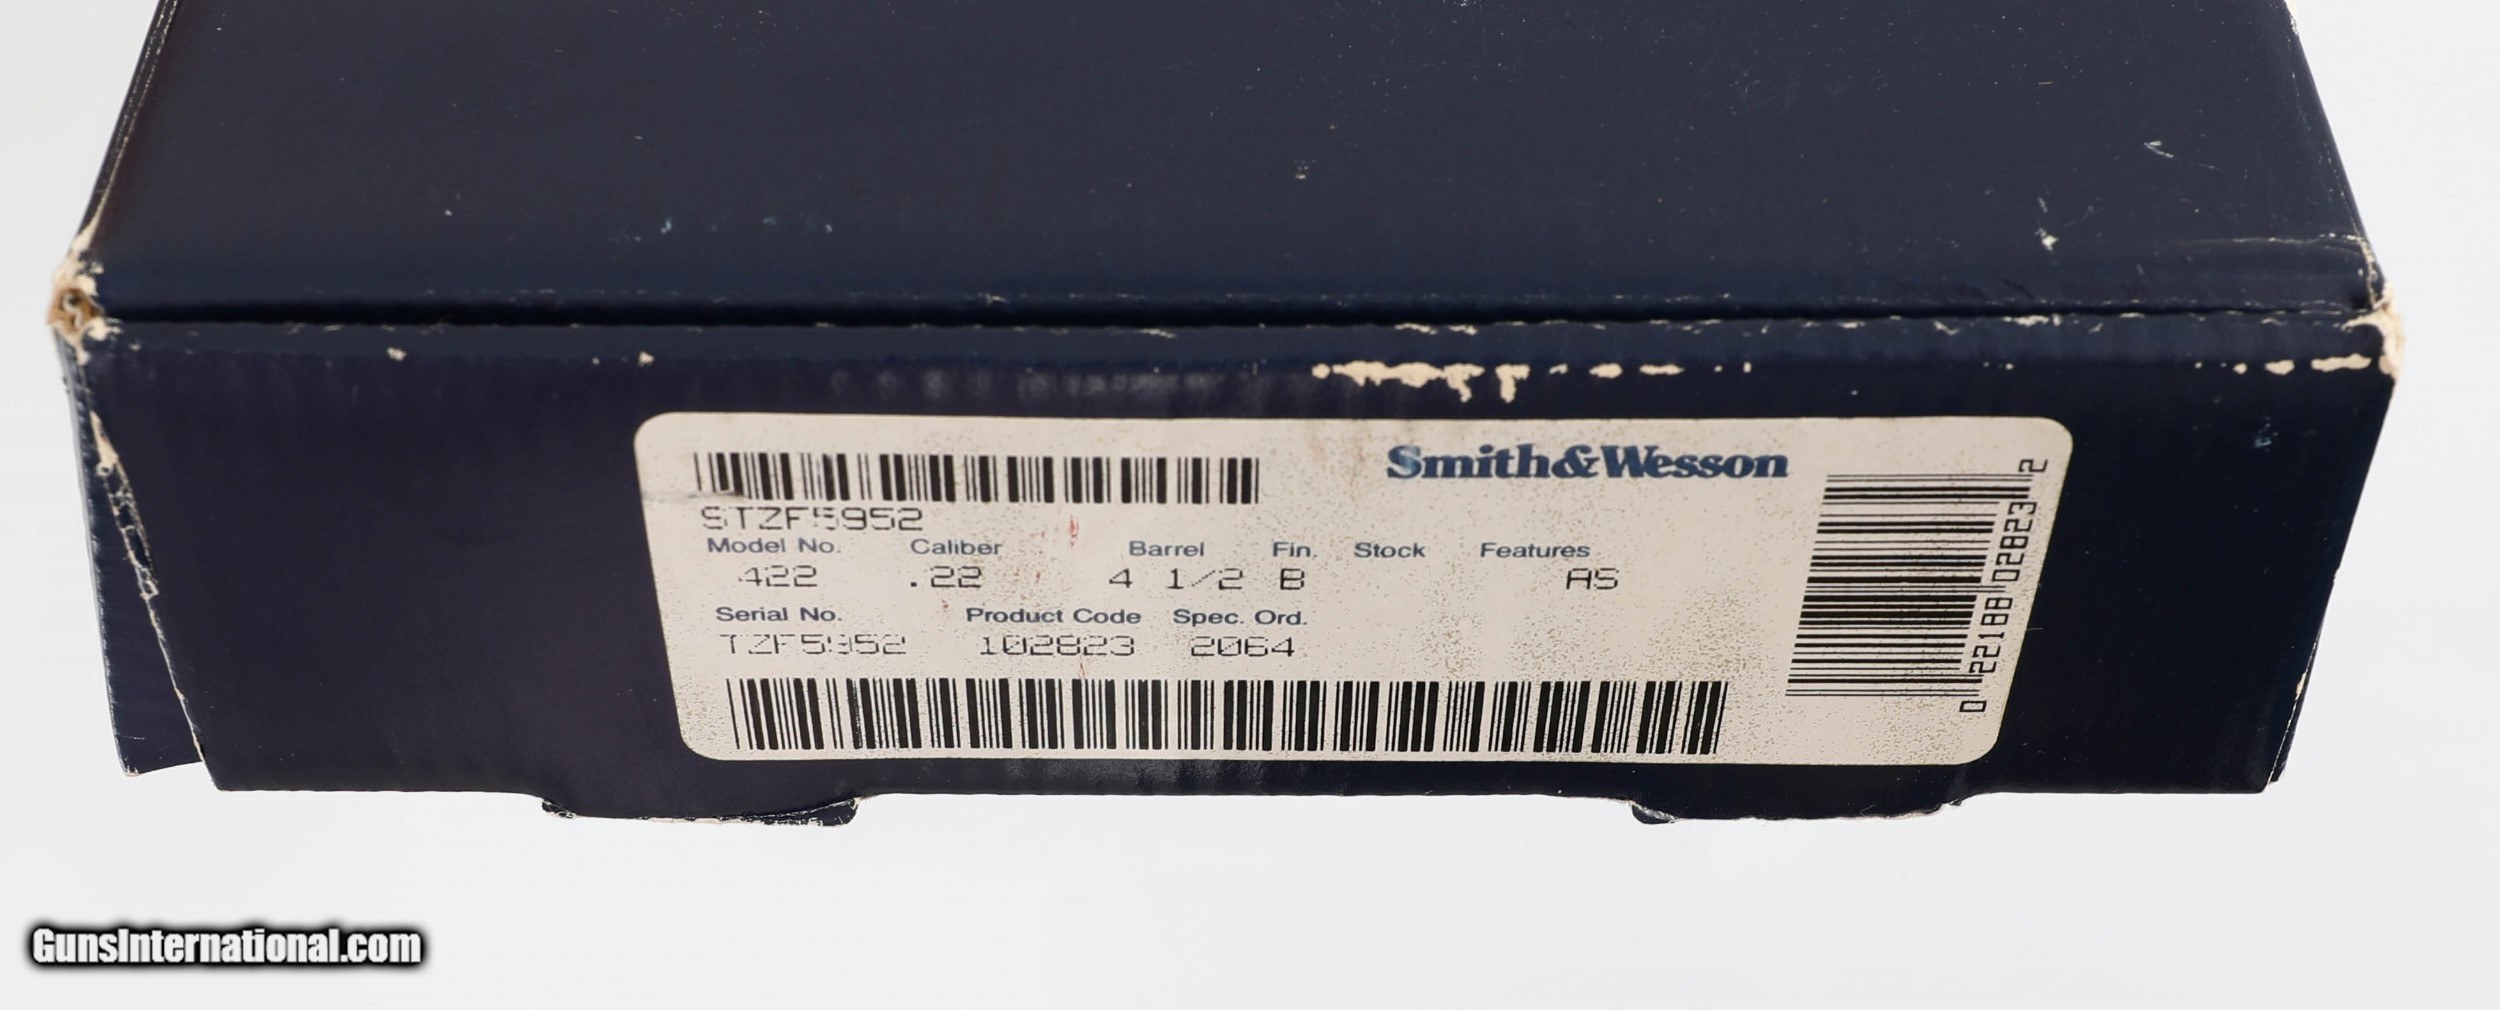 Smith&Wesson
STZF5952
Model No. Caliber Barrel Fin. Stock Features
422 .22 4 1/2 B AS
Serial No. Product Code Spec. Ord.
TZF5952 102823 2064
0 22188 02823 2
GunsInternational.com